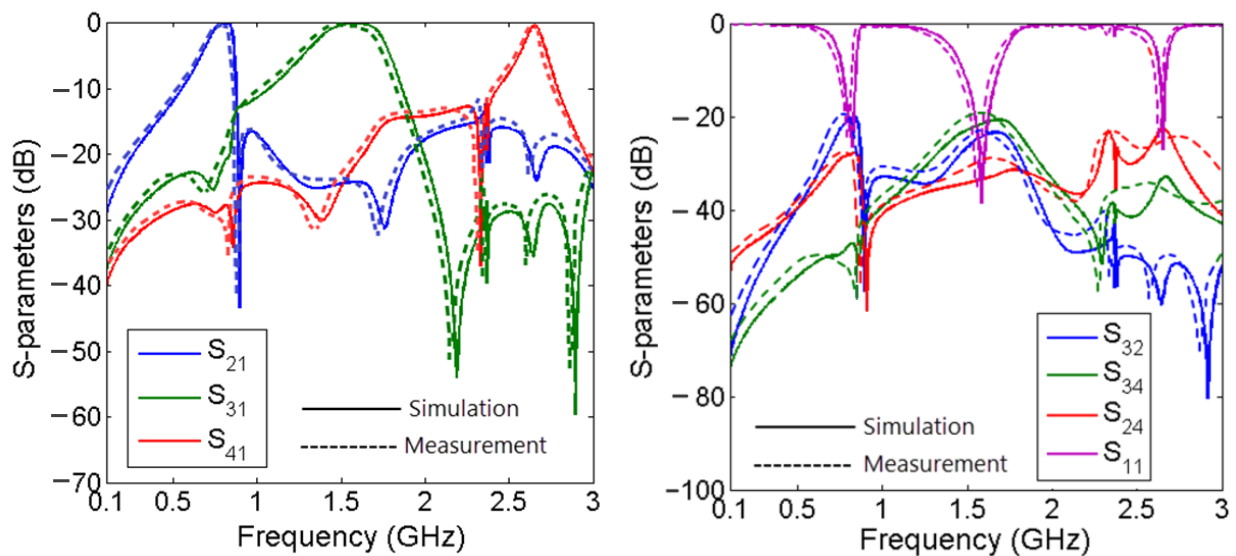 S-parameters (dB)
0
−10
−20
−30
−40
−50
−60
−70
0.1
0.5
1
1.5
2
2.5
3
Frequency (GHz)
S21
S31
S41
Simulation
Measurement
S-parameters (dB)
0
−20
−40
−60
−80
−100
0.1
0.5
1
1.5
2
2.5
3
Frequency (GHz)
S32
S34
S24
S11
Simulation
Measurement